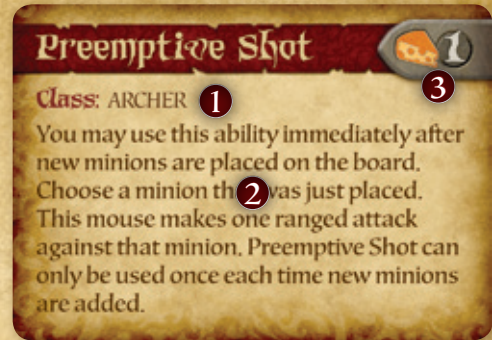 Preemptive Shot 1
3
Class: ARCHER 1
You may use this ability immediately after
new minions are placed on the board.
Choose a minion th 2 was just placed.
This mouse makes one ranged attack
against that minion. Preemptive Shot can
only be used once each time new minions
are added.